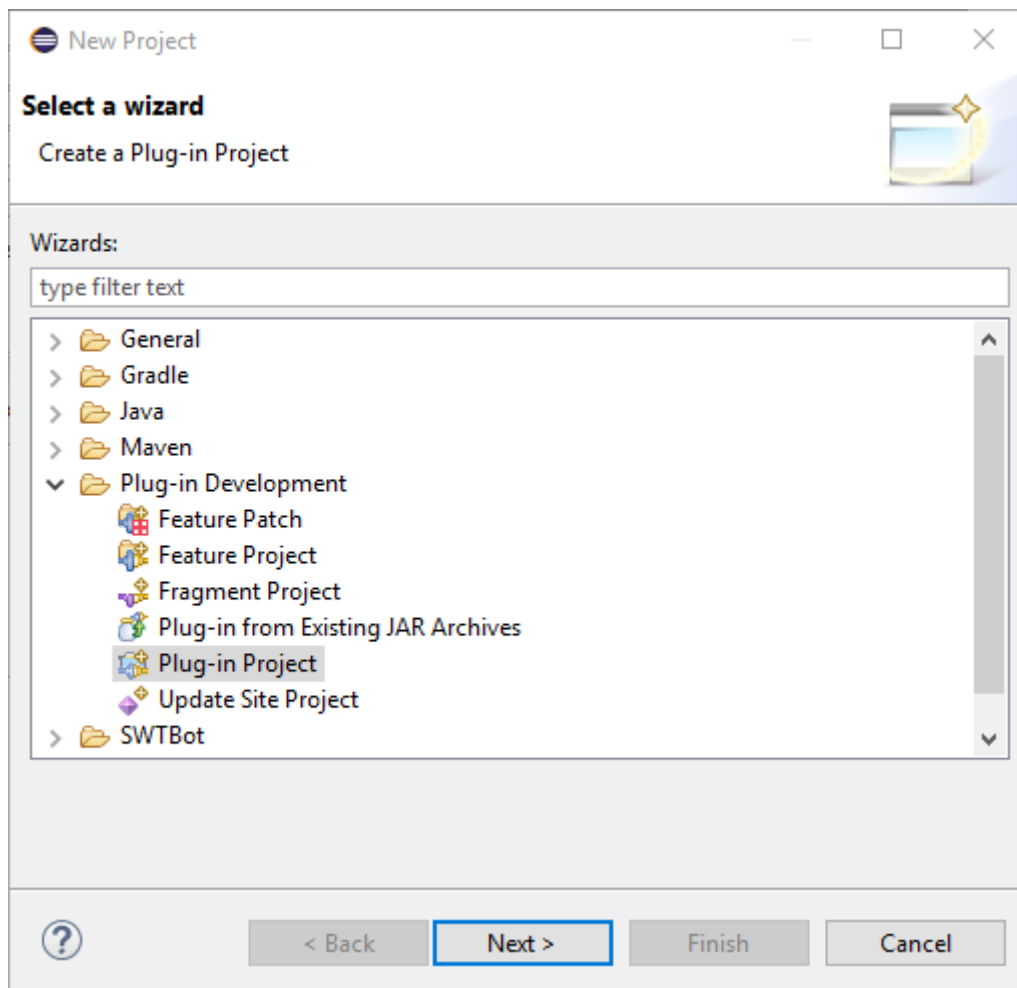 New Project
Select a wizard
Create a Plug-in Project
Wizards:
type filter text
General
Gradle
Java
Maven
Plug-in Development
Feature Patch
Feature Project
Fragment Project
Plug-in from Existing JAR Archives
Plug-in Project
Update Site Project
SWTBot
? < Back Next > Finish Cancel